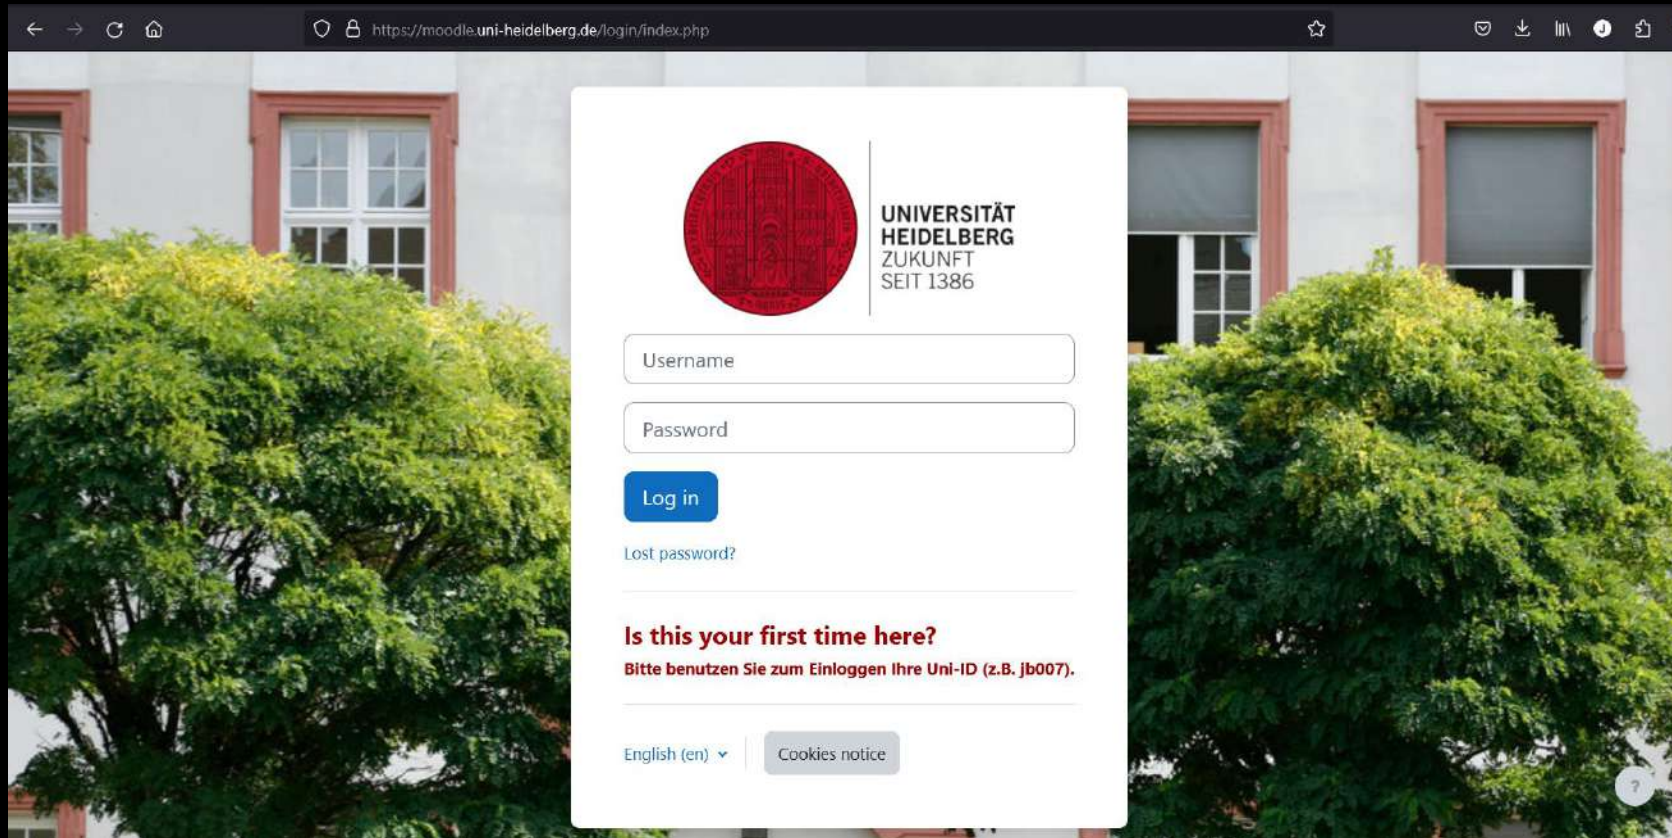 https://moodle.uni-heidelberg.de/login/index.php
J
UNIVERSITÄT
HEIDELBERG
ZUKUNFT
SEIT 1386
Username
Password
Log in
Lost password?
Is this your first time here?
Bitte benutzen Sie zum Einloggen Ihre Uni-ID (z.B. jb007).
English (en)
Cookies notice
?